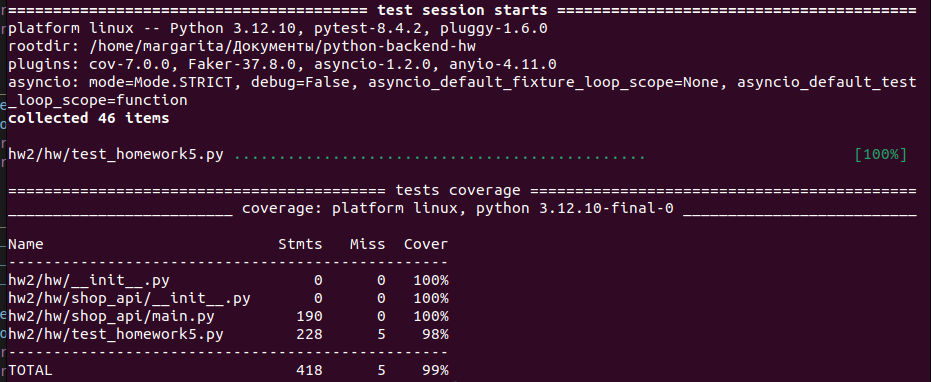 ======================================== test session starts ========================================
platform linux -- Python 3.12.10, pytest-8.4.2, pluggy-1.6.0
rootdir: /home/margarita/Документы/python-backend-hw
plugins: cov-7.0.0, Faker-37.8.0, asyncio-1.2.0, anyio-4.11.0
asyncio: mode=Mode.STRICT, debug=False, asyncio_default_fixture_loop_scope=None, asyncio_default_test
_loop_scope=function
collected 46 items
hw2/hw/test_homework5.py .............................................. [100%]
========================================== tests coverage ===========================================
_________________________ coverage: platform linux, python 3.12.10-final-0 __________________________
Name                          Stmts   Miss  Cover
-------------------------------------------------
hw2/hw/__init__.py                0      0   100%
hw2/hw/shop_api/__init__.py       0      0   100%
hw2/hw/shop_api/main.py         190      0   100%
hw2/hw/test_homework5.py        228      5    98%
-------------------------------------------------
TOTAL                           418      5    99%